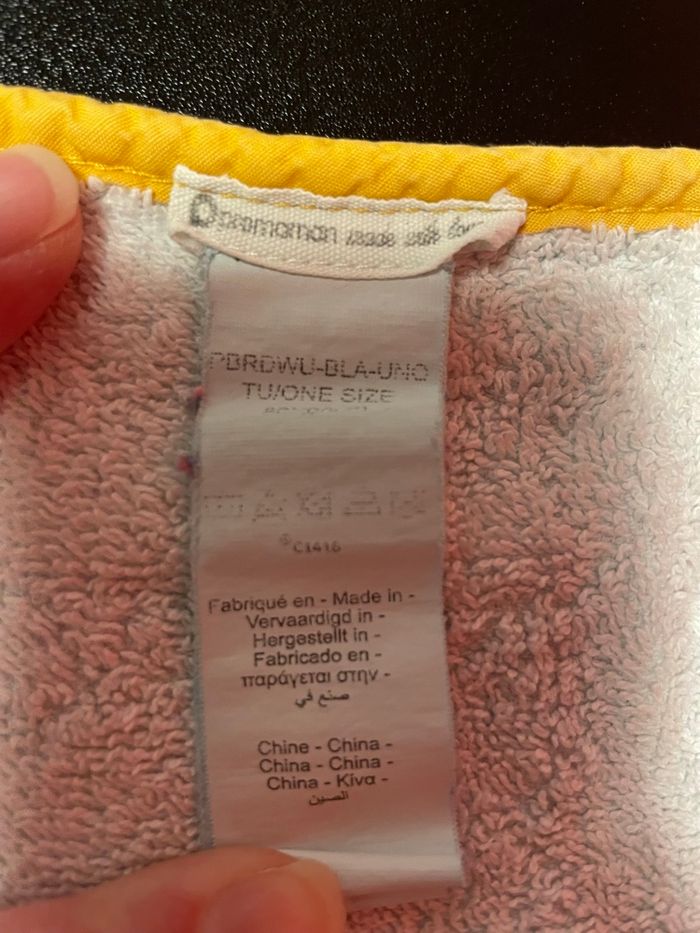 PBRDWU-BLA-UNO
TU/ONE SIZE
C1416
Fabriqué en - Made in -
Vervaardigd in -
Hergestellt in -
Fabricado en -
παράγεται στην -
صنع في
Chine - China -
China - China -
China - Κίνα -
الصين